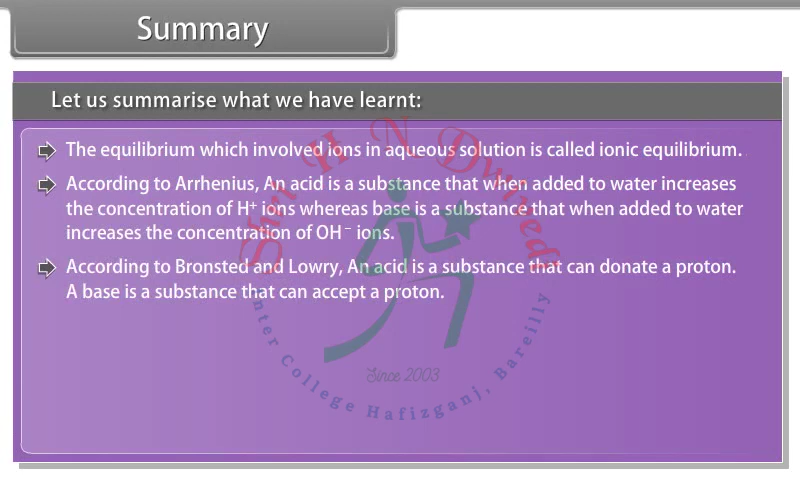 Summary
Let us summarise what we have learnt:
The equilibrium which involved ions in aqueous solution is called ionic equilibrium.
According to Arrhenius, An acid is a substance that when added to water increases
the concentration of H⁺ ions whereas base is a substance that when added to water
increases the concentration of OH⁻ ions.
According to Bronsted and Lowry, An acid is a substance that can donate a proton.
A base is a substance that can accept a proton.
Shri H N Dwivedi
Inter College Hafizganj, Bareilly
Since 2003